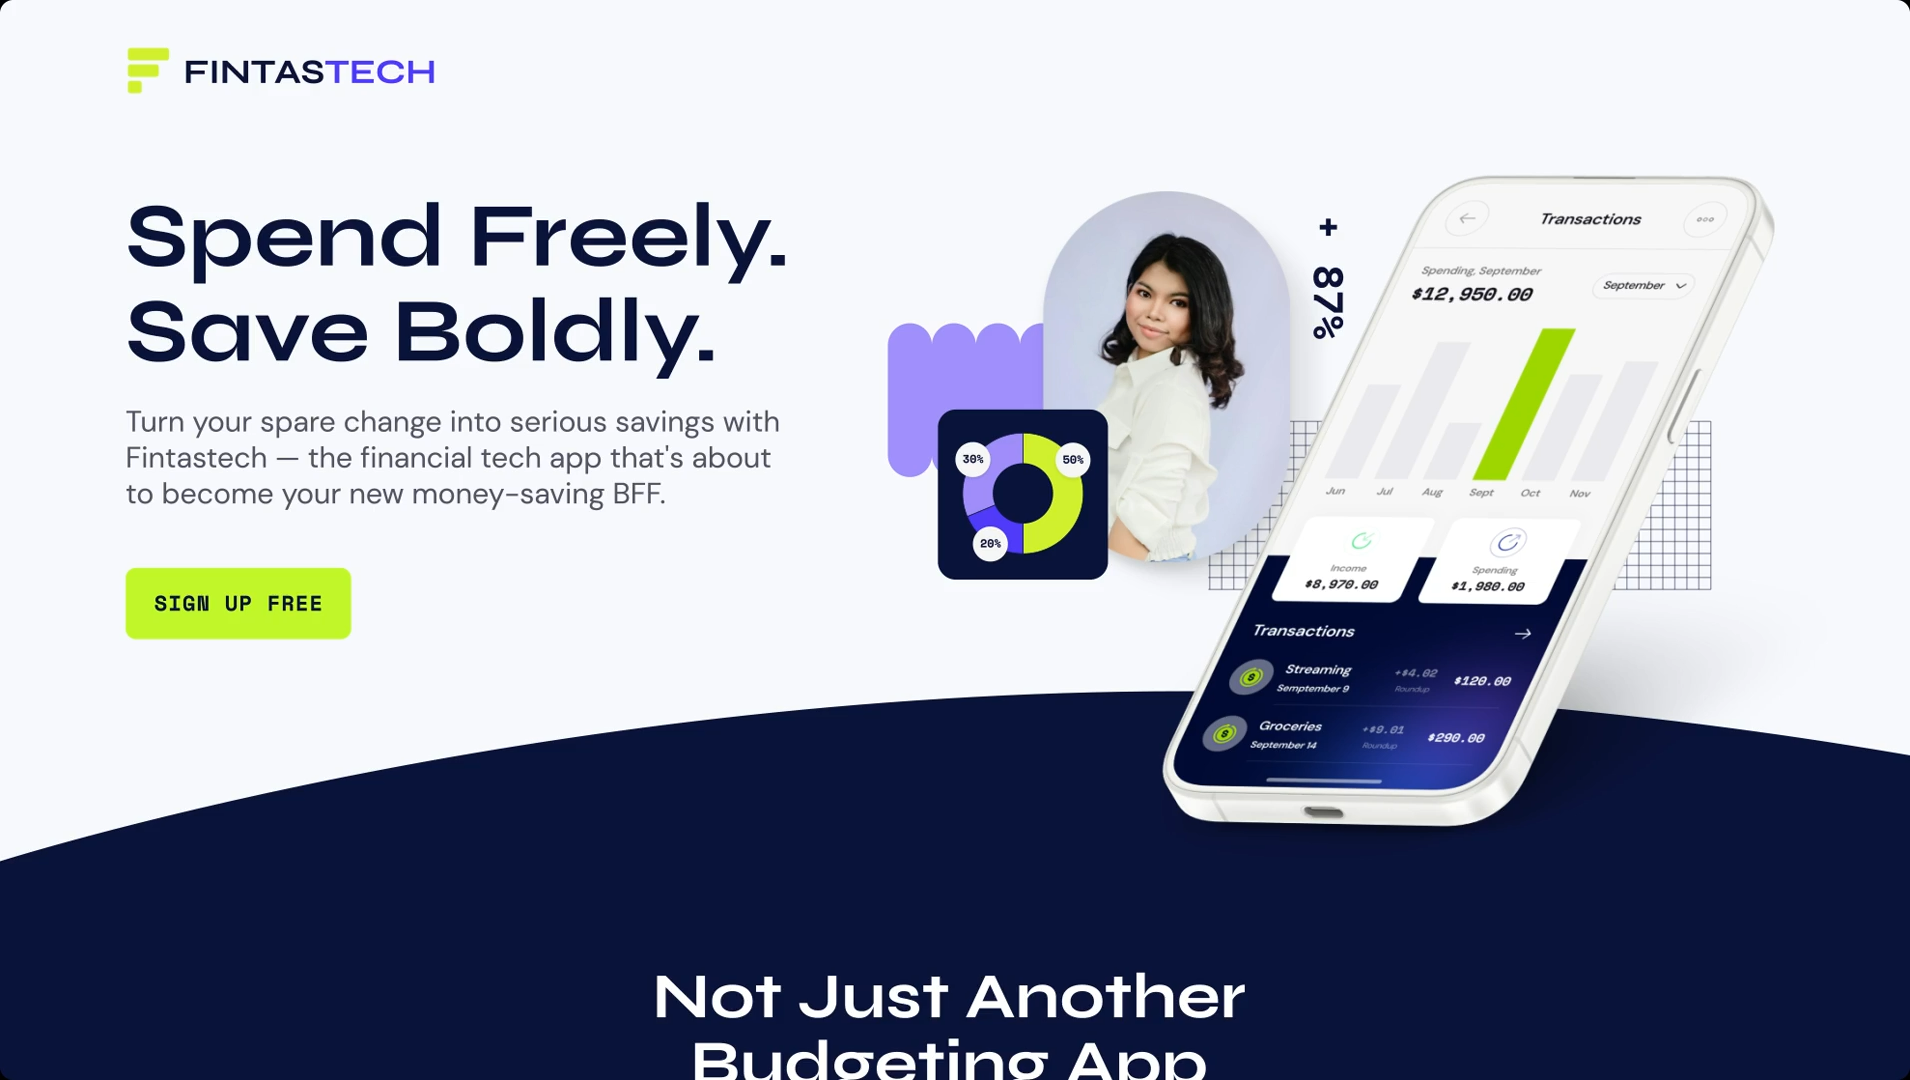 FINTASTECH
Spend Freely.
Save Boldly.
Turn your spare change into serious savings with
Fintastech — the financial tech app that's about
to become your new money-saving BFF.
SIGN UP FREE
+ 87%
30%
50%
20%
Transactions
Spending, September
$12,950.00
September
Jun Jul Aug Sept Oct Nov
Income
$8,970.00
Spending
$1,980.00
Transactions
Streaming
Semptember 9
+$4.02
Roundup
$120.00
Groceries
September 14
+$9.01
Roundup
$290.00
Not Just Another
Budgeting App